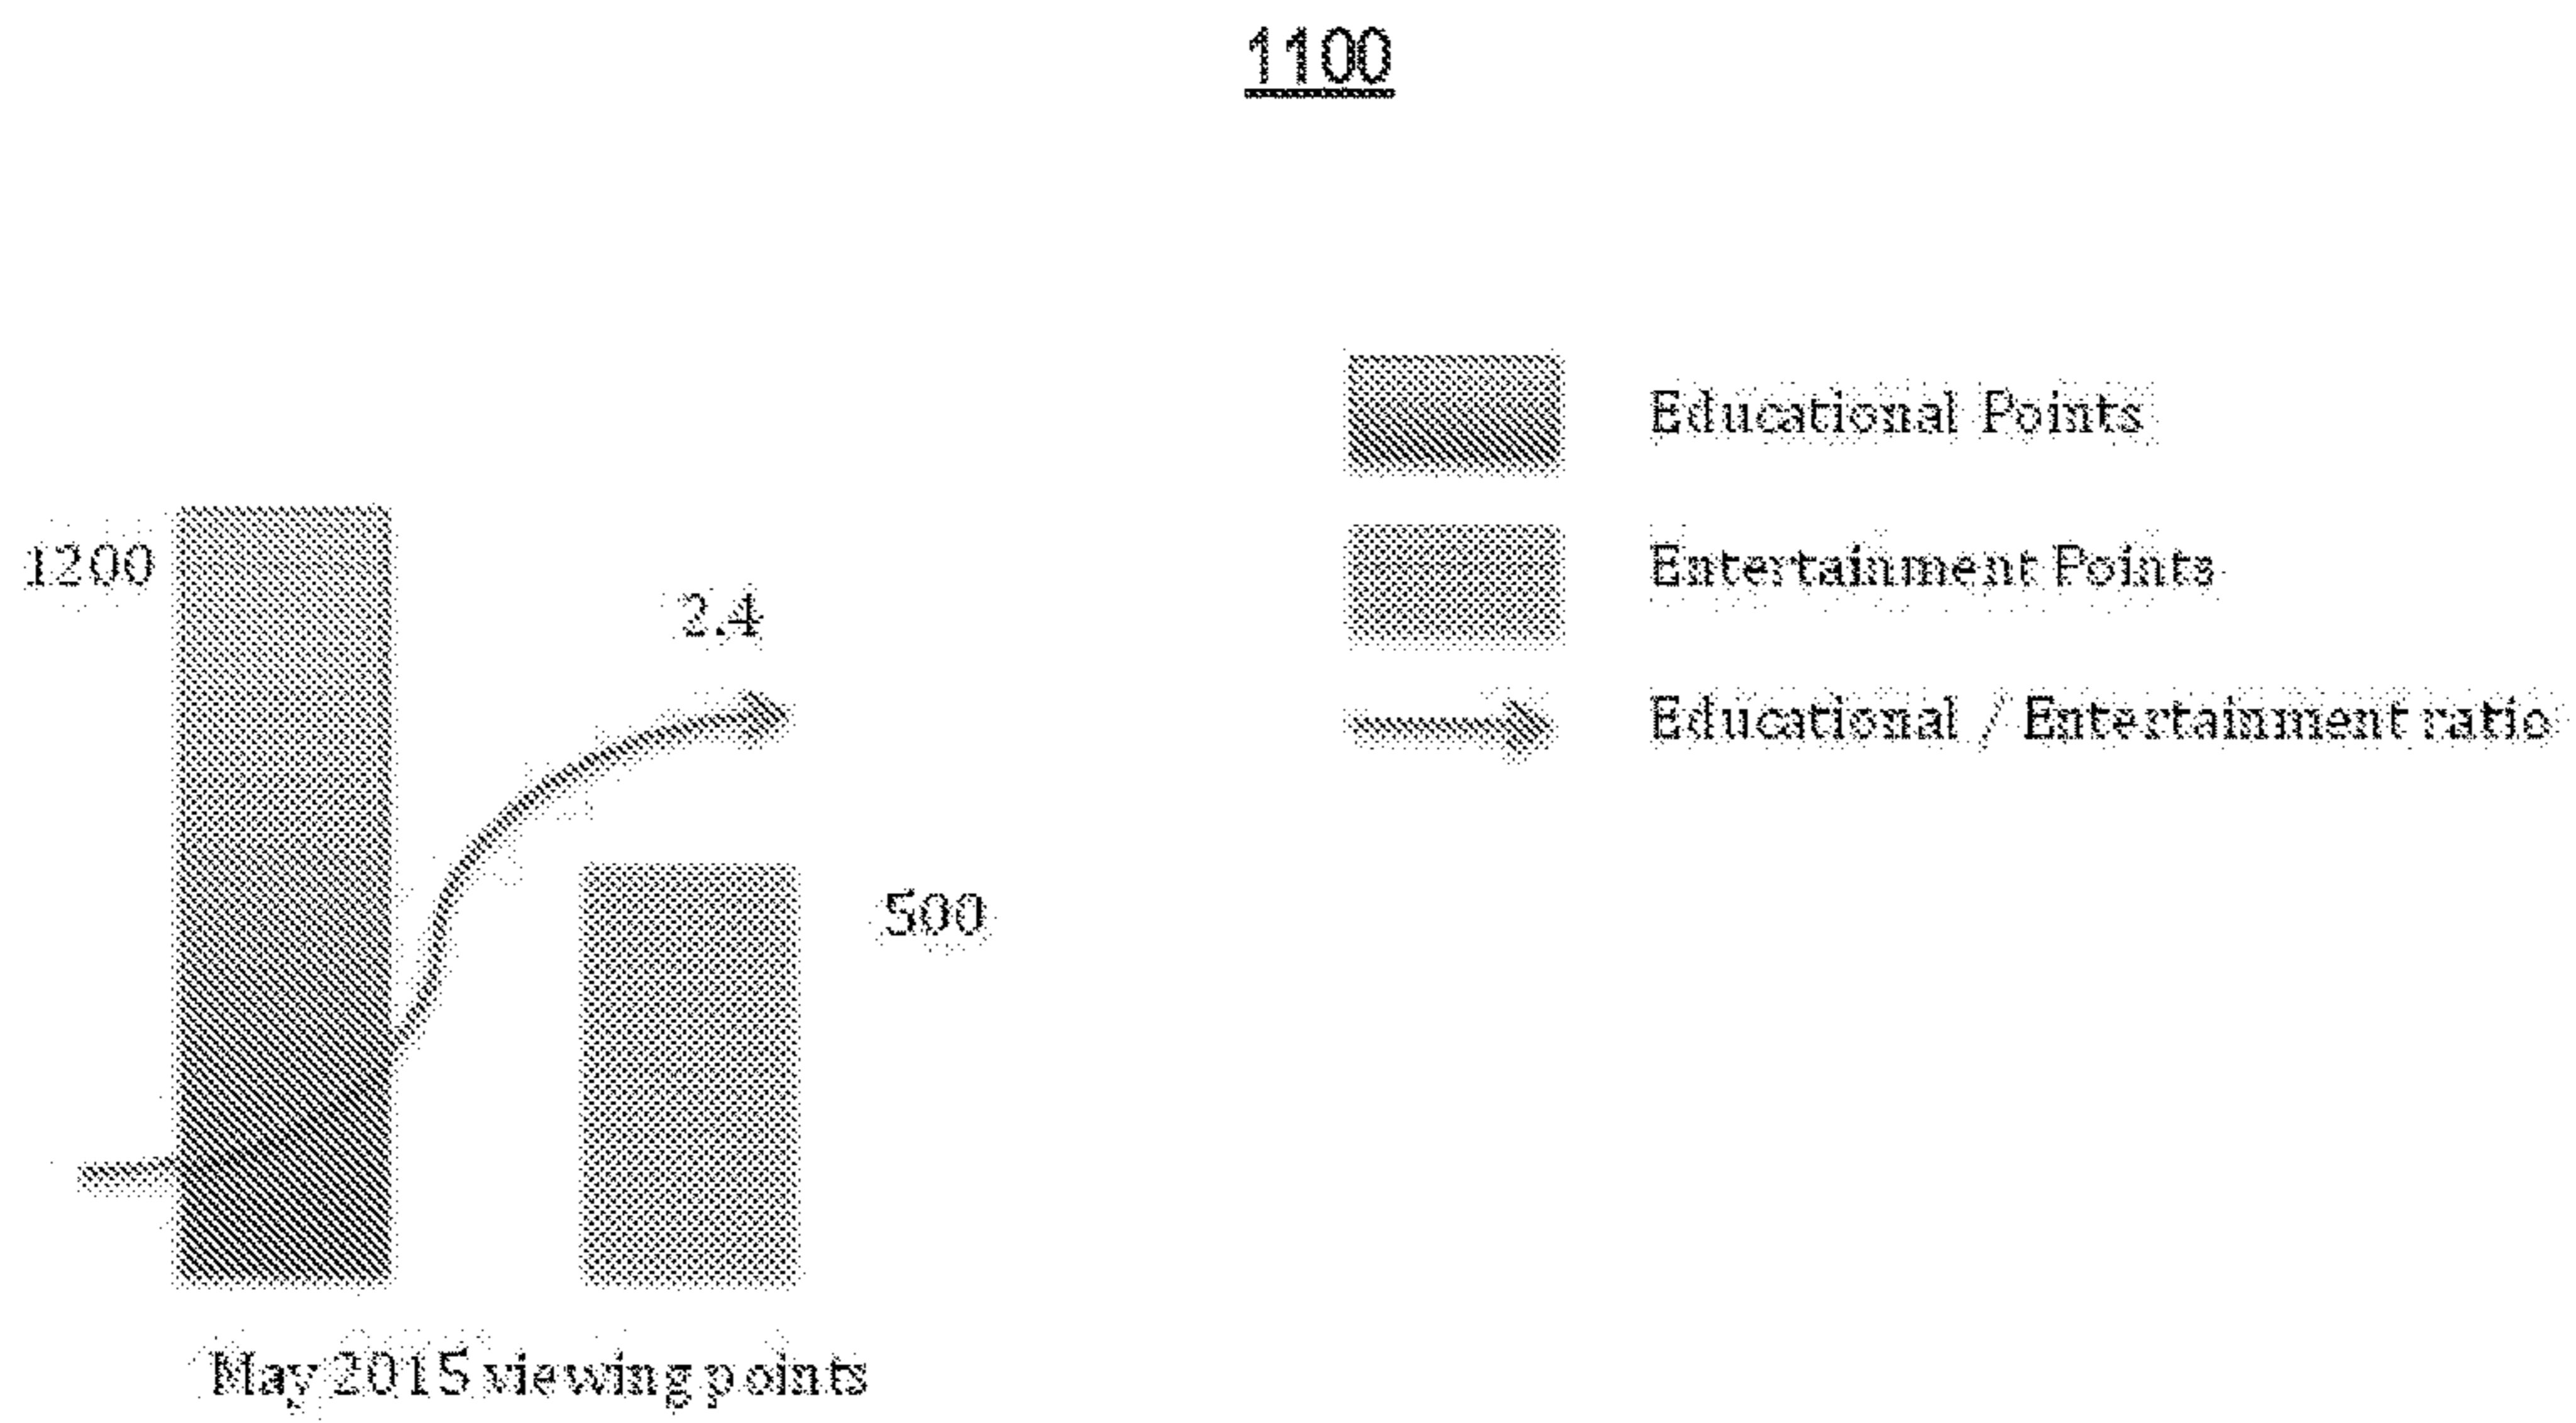 1100
Educational Points
1200
Entertainment Points
2.4
Educational / Entertainment ratio
500
May 2015 viewing points